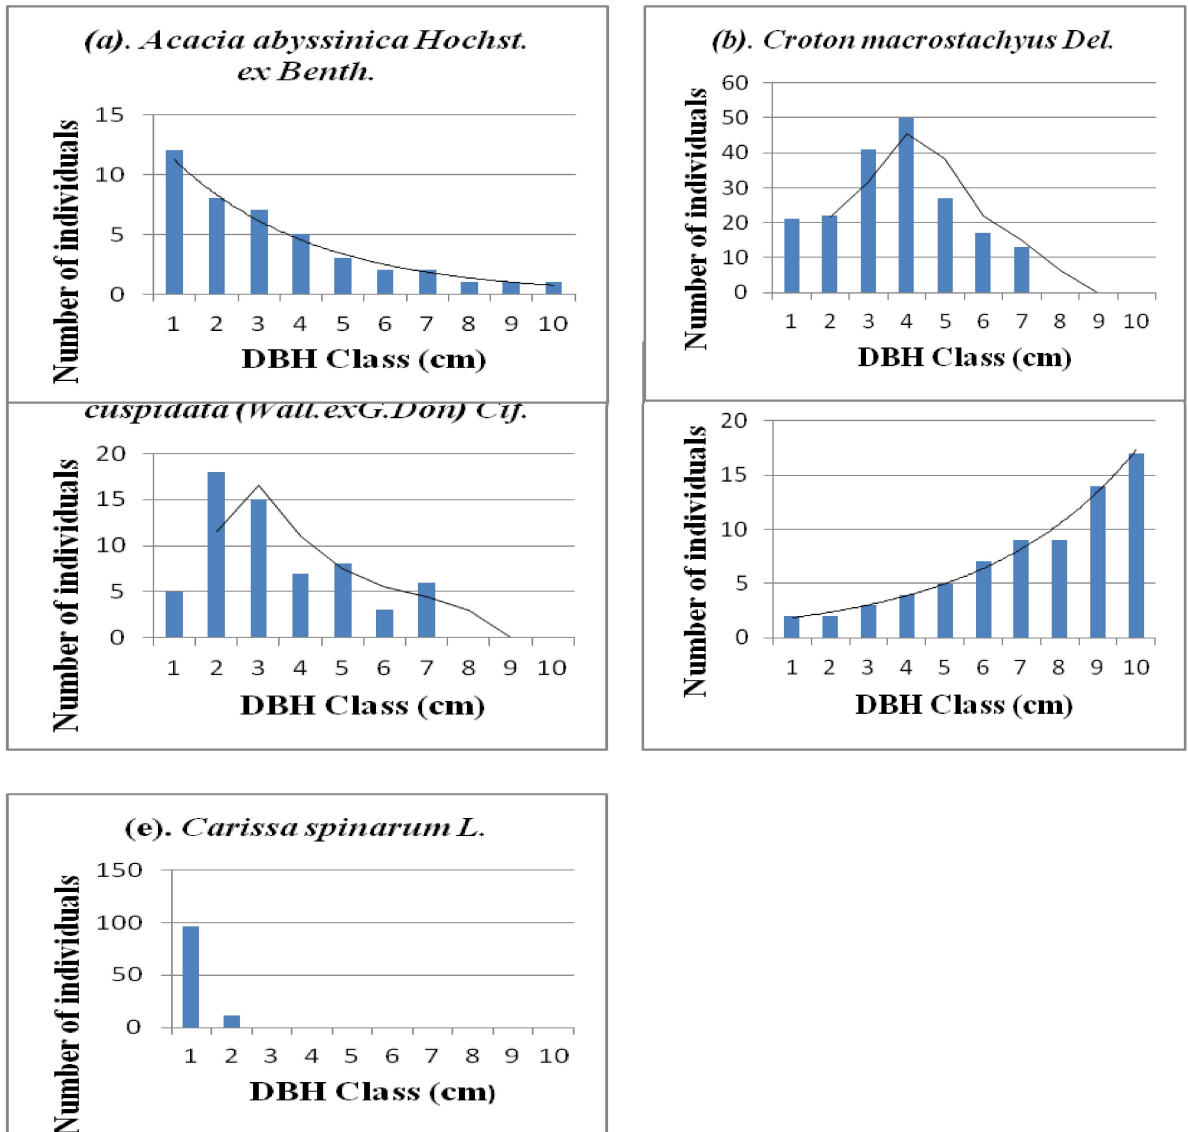 (a). Acacia abyssinica Hochst.
ex Benth.
Number of individuals
15
10
5
0
1 2 3 4 5 6 7 8 9 10
DBH Class (cm)
(b). Croton macrostachyus Del.
Number of individuals
60
50
40
30
20
10
0
1 2 3 4 5 6 7 8 9 10
DBH Class (cm)
cuspidata (Wall.exG.Don) Cif.
Number of individuals
20
15
10
5
0
1 2 3 4 5 6 7 8 9 10
DBH Class (cm)
Number of individuals
20
15
10
5
0
1 2 3 4 5 6 7 8 9 10
DBH Class (cm)
(e). Carissa spinarum L.
Number of individuals
150
100
50
0
1 2 3 4 5 6 7 8 9 10
DBH Class (cm)